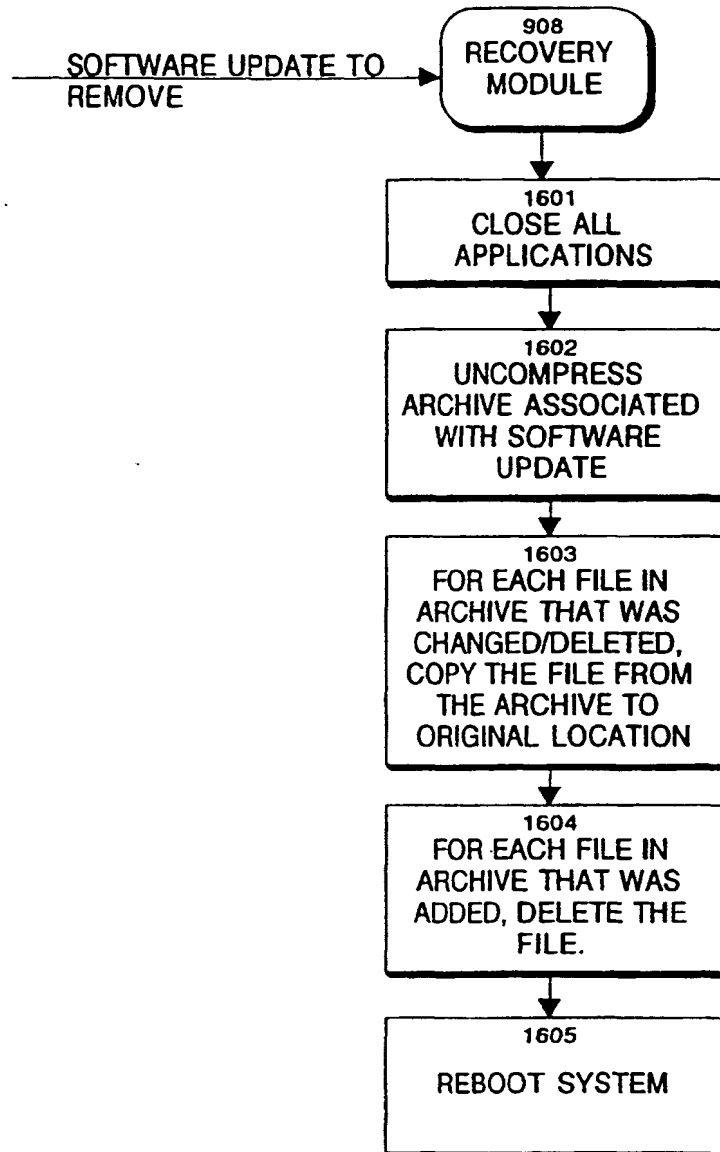 SOFTWARE UPDATE TO
REMOVE
908
RECOVERY
MODULE
1601
CLOSE ALL
APPLICATIONS
1602
UNCOMPRESS
ARCHIVE ASSOCIATED
WITH SOFTWARE
UPDATE
1603
FOR EACH FILE IN
ARCHIVE THAT WAS
CHANGED/DELETED,
COPY THE FILE FROM
THE ARCHIVE TO
ORIGINAL LOCATION
1604
FOR EACH FILE IN
ARCHIVE THAT WAS
ADDED, DELETE THE
FILE.
1605
REBOOT SYSTEM